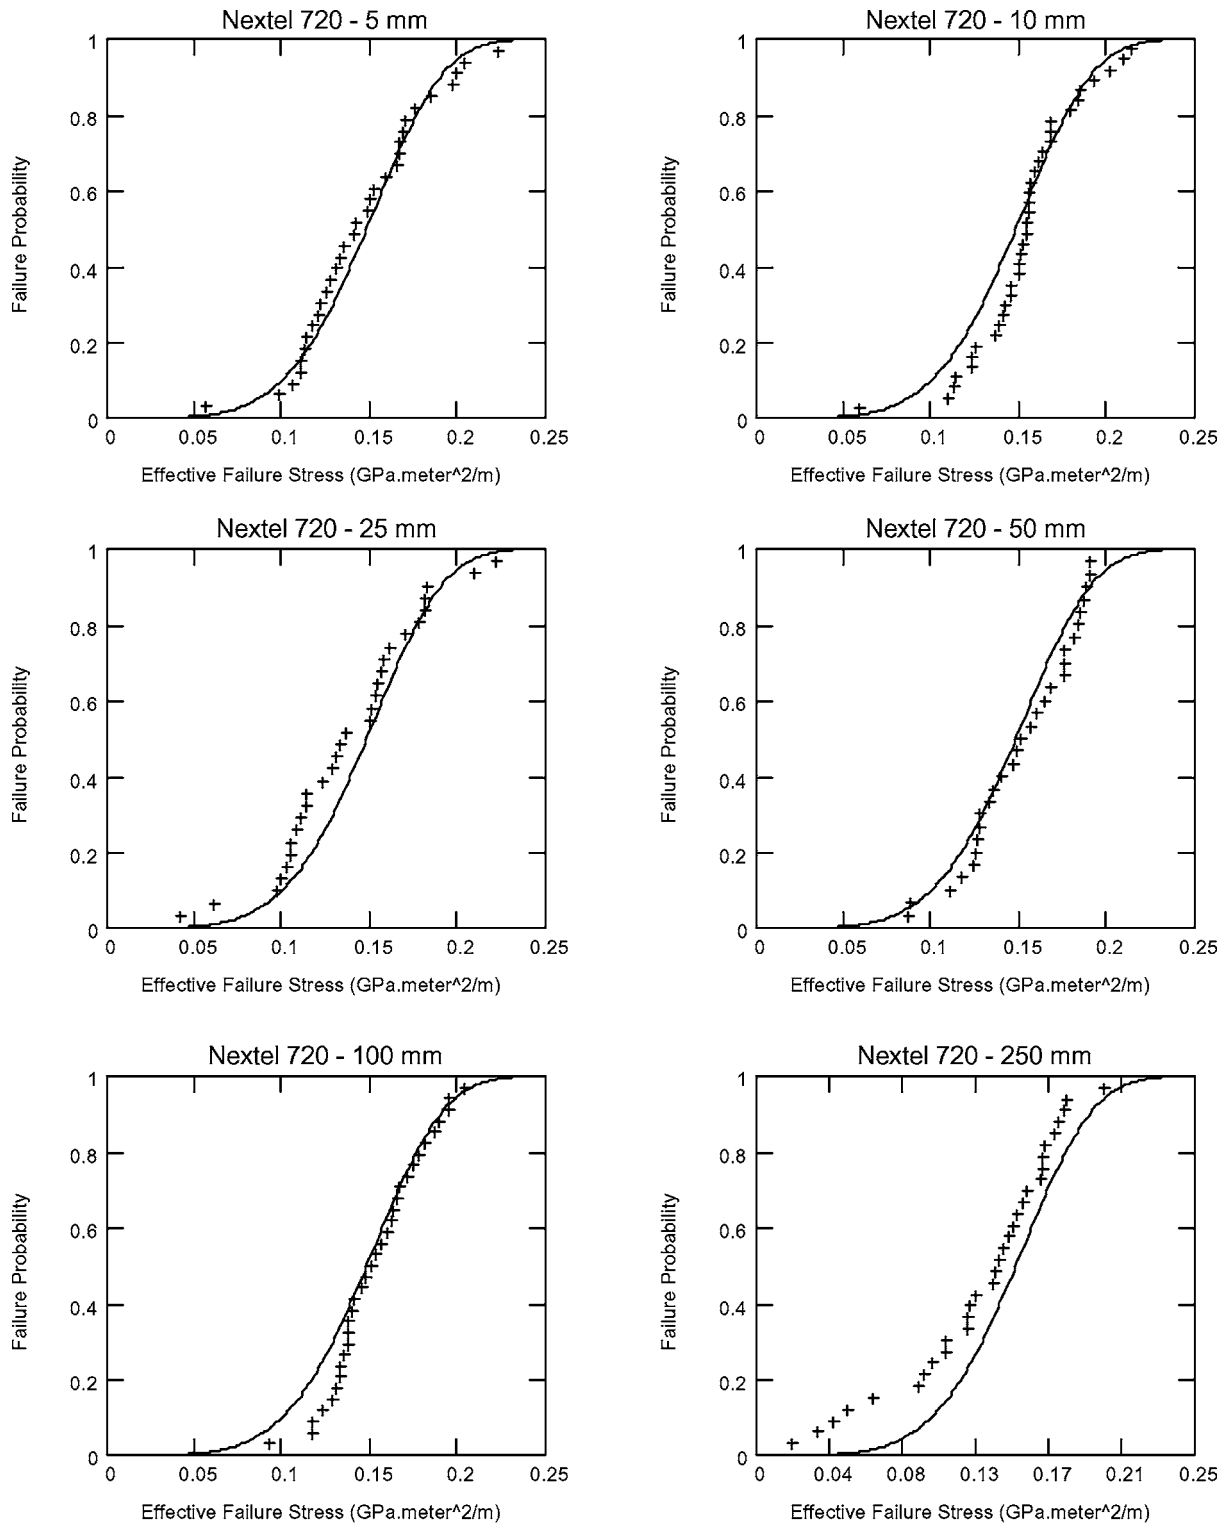 Nextel 720 - 5 mm
1
0.8
0.6
0.4
0.2
0
Failure Probability
0 0.05 0.1 0.15 0.2 0.25
Effective Failure Stress (GPa.meter^2/m)
Nextel 720 - 10 mm
1
0.8
0.6
0.4
0.2
0
Failure Probability
0 0.05 0.1 0.15 0.2 0.25
Effective Failure Stress (GPa.meter^2/m)
Nextel 720 - 25 mm
1
0.8
0.6
0.4
0.2
0
Failure Probability
0 0.05 0.1 0.15 0.2 0.25
Effective Failure Stress (GPa.meter^2/m)
Nextel 720 - 50 mm
1
0.8
0.6
0.4
0.2
0
Failure Probability
0 0.05 0.1 0.15 0.2 0.25
Effective Failure Stress (GPa.meter^2/m)
Nextel 720 - 100 mm
1
0.8
0.6
0.4
0.2
0
Failure Probability
0 0.05 0.1 0.15 0.2 0.25
Effective Failure Stress (GPa.meter^2/m)
Nextel 720 - 250 mm
1
0.8
0.6
0.4
0.2
0
Failure Probability
0 0.04 0.08 0.13 0.17 0.21 0.25
Effective Failure Stress (GPa.meter^2/m)